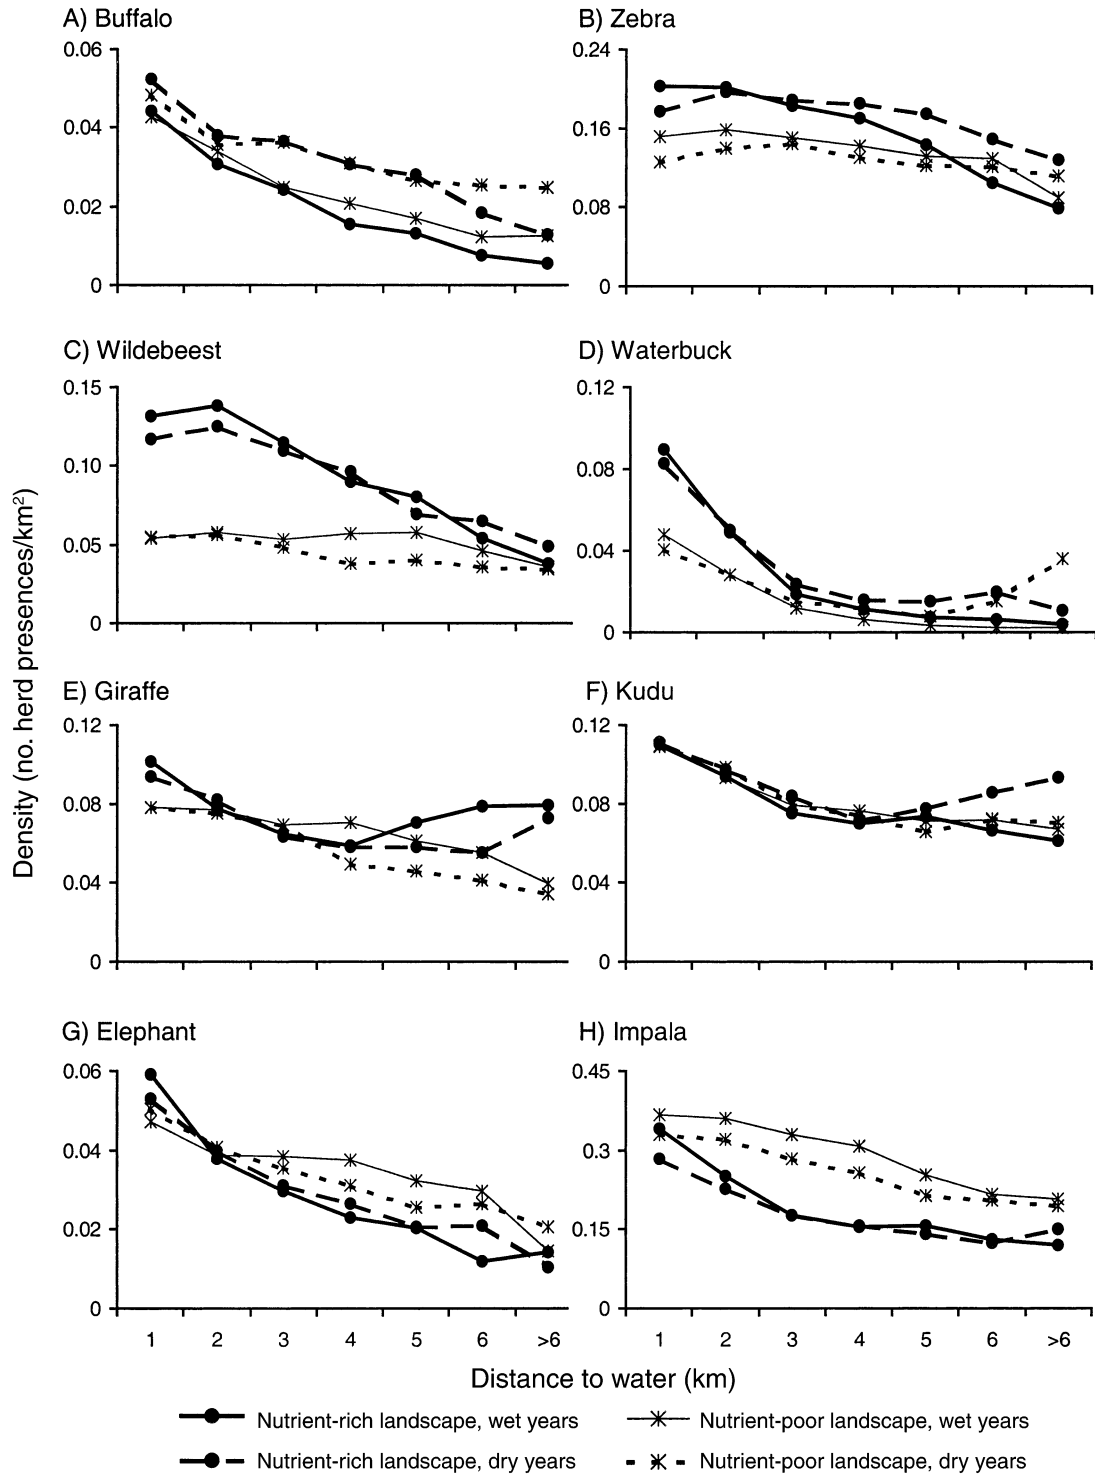 A) Buffalo
0.06
0.04
0.02
0
B) Zebra
0.24
0.16
0.08
0
C) Wildebeest
0.15
0.10
0.05
0
D) Waterbuck
0.12
0.08
0.04
0
Density (no. herd presences/km²)
E) Giraffe
0.12
0.08
0.04
0
F) Kudu
0.12
0.08
0.04
0
G) Elephant
0.06
0.04
0.02
0
1 2 3 4 5 6 >6
H) Impala
0.45
0.3
0.15
0
1 2 3 4 5 6 >6
Distance to water (km)
Nutrient-rich landscape, wet years
Nutrient-poor landscape, wet years
Nutrient-rich landscape, dry years
Nutrient-poor landscape, dry years